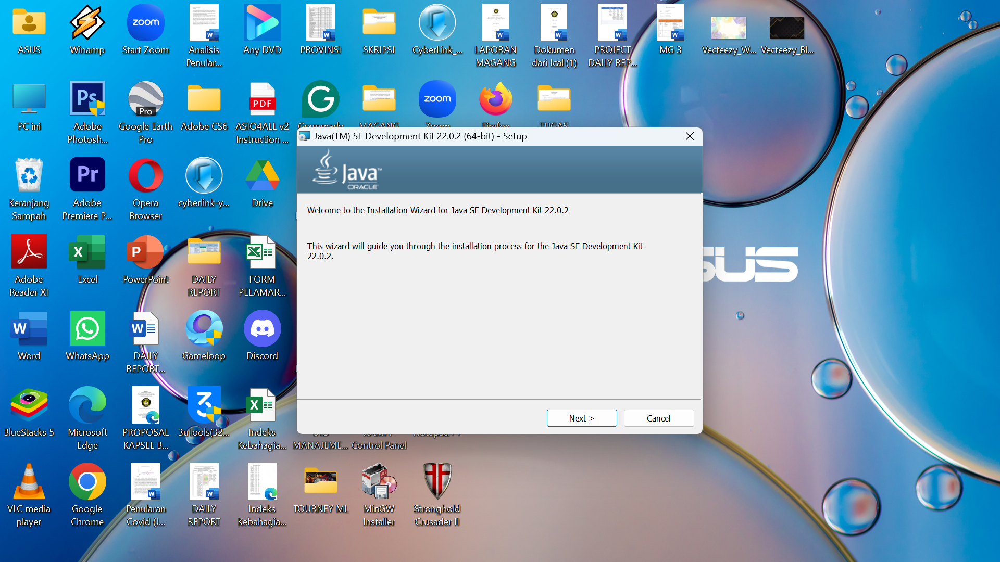 ASUS
Winamp
zoom
Start Zoom
Analisis
Penular...
Any DVD
PROVINSI
SKRIPSI
CyberLink_...
LAPORAN
MAGANG
Dokumen
dari Ical (1)
PROJECT
DAILY REP...
MG 3
Vecteezy_W...
Vecteezy_Bl...
PC ini
Ps
Adobe
Photosh...
Pro
Google Earth
Pro
Adobe CS6
PDF
ASIO4ALL v2
Instruction ...
Grammarly
MAGANG
zoom
Zoom
Firefox
TUGAS
Java(TM) SE Development Kit 22.0.2 (64-bit) - Setup
Java™
ORACLE
Welcome to the Installation Wizard for Java SE Development Kit 22.0.2
This wizard will guide you through the installation process for the Java SE Development Kit
22.0.2.
Next >
Cancel
Keranjang
Sampah
Pr
Adobe
Premiere P...
Opera
Browser
cyberlink-y...
Drive
Adobe
Reader XI
Excel
PowerPoint
DAILY
REPORT
FORM
PELAMAR...
SUS
Word
WhatsApp
DAILY
REPORT...
Gameloop
Discord
BlueStacks 5
Microsoft
Edge
PROPOSAL
KAPSEL B...
3uTools(32...
Indeks
Kebahagia...
MANAJEME...
Control Panel
VLC media
player
Google
Chrome
Penularan
Covid (J...
DAILY
REPORT
Indeks
Kebahagia...
TOURNEY ML
MinGW
Installer
Stronghold
Crusader II